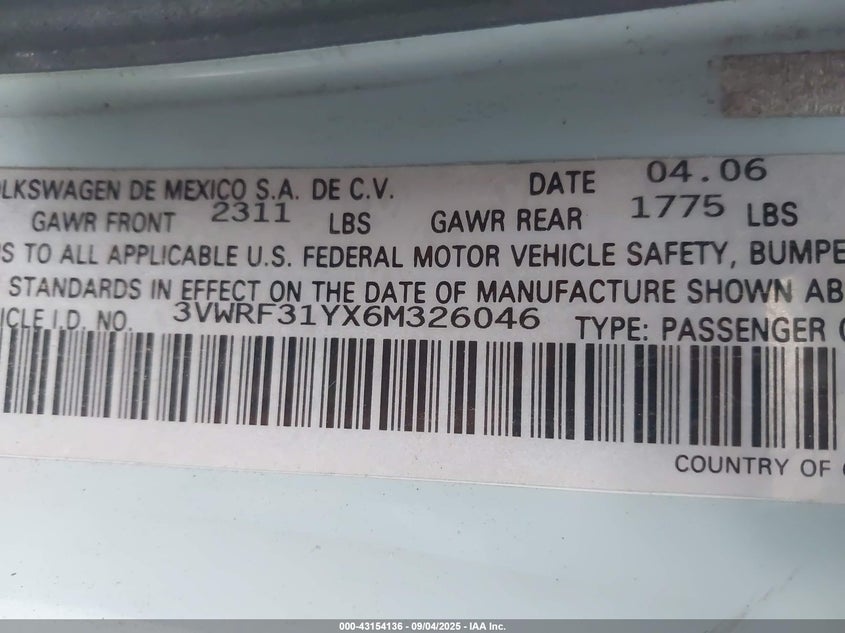 OLKSWAGEN DE MEXICO S.A. DE C.V. DATE 04.06
GAWR FRONT 2311 LBS GAWR REAR 1775 LBS
S TO ALL APPLICABLE U.S. FEDERAL MOTOR VEHICLE SAFETY, BUMPE
STANDARDS IN EFFECT ON THE DATE OF MANUFACTURE SHOWN AB
ICLE I.D. NO. 3VWRF31YX6M326046 TYPE: PASSENGER C
COUNTRY OF
000-43154136 - 09/04/2025 - IAA Inc.